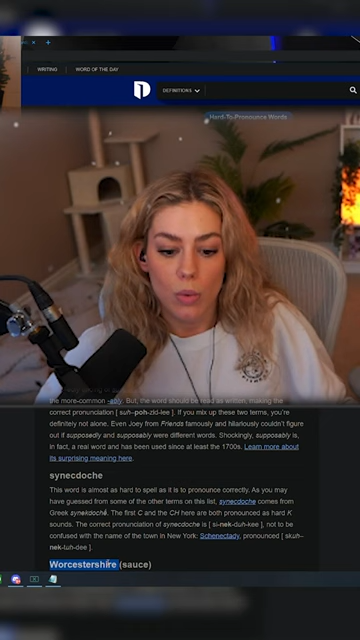 WRITING
WORD OF THE DAY
DEFINITIONS
Hard-To-Pronounce Words
the more-common -ably. But, the word should be read as written, making the
correct pronunciation [ suh-poh-zid-lee ]. If you mix up these two terms, you're
definitely not alone. Even Joey from Friends famously and hilariously couldn't figure
out if supposedly and supposably were different words. Shockingly, supposably is,
in fact, a real word and has been used since at least the 1700s. Learn more about
its surprising meaning here.
synecdoche
This word is almost as hard to spell as it is to pronounce correctly. As you may
have guessed from some of the other terms on this list, synecdoche comes from
Greek synekdochḗ. The first C and the CH here are both pronounced as hard K
sounds. The correct pronunciation of synecdoche is [ si-nek-duh-kee ], not to be
confused with the name of the town in New York: Schenectady, pronounced [ skuh-
nek-tuh-dee ].
Worcestershire (sauce)